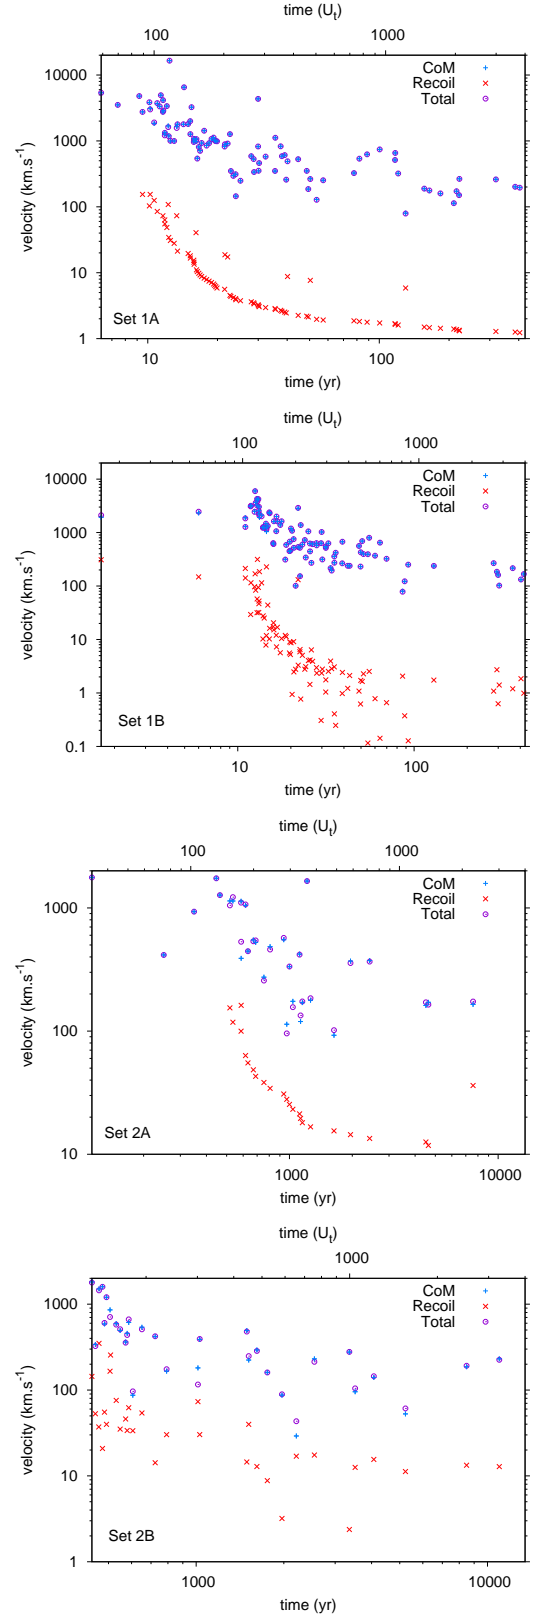 time (U_t)
100 1000
10000
1000
100
10
1
velocity (km.s⁻¹)
CoM
Recoil
Total
Set 1A
10 100
time (yr)
time (U_t)
100 1000
10000
1000
100
10
1
0.1
velocity (km.s⁻¹)
CoM
Recoil
Total
Set 1B
10 100
time (yr)
time (U_t)
100 1000
1000
100
10
velocity (km.s⁻¹)
CoM
Recoil
Total
Set 2A
1000 10000
time (yr)
time (U_t)
1000
1000
100
10
1
velocity (km.s⁻¹)
CoM
Recoil
Total
Set 2B
1000 10000
time (yr)